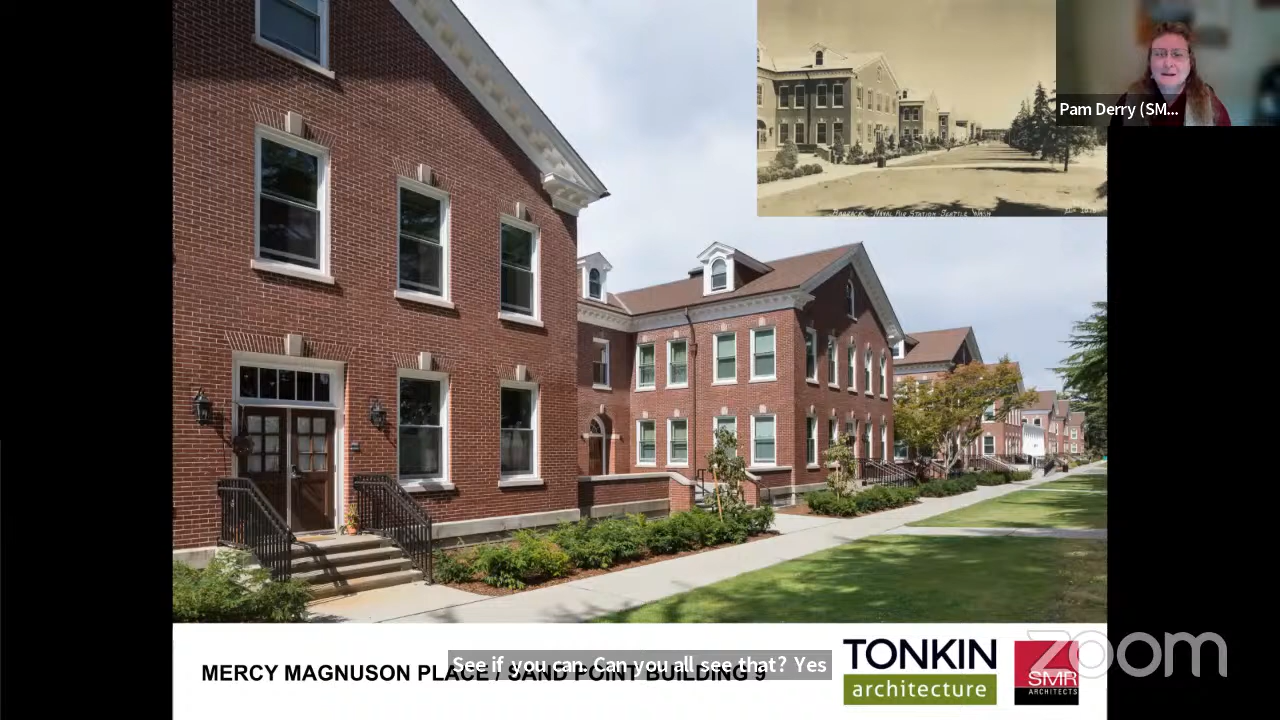 Pam Derry (SM...
BARRACKS - NAVAL AIR STATION - SEATTLE WASH
MERCY MAGNUSON PLACE / SAND POINT BUILDING 9
See if you can. Can you all see that? Yes
TONKIN
architecture
SMR
ARCHITECTS
zoom